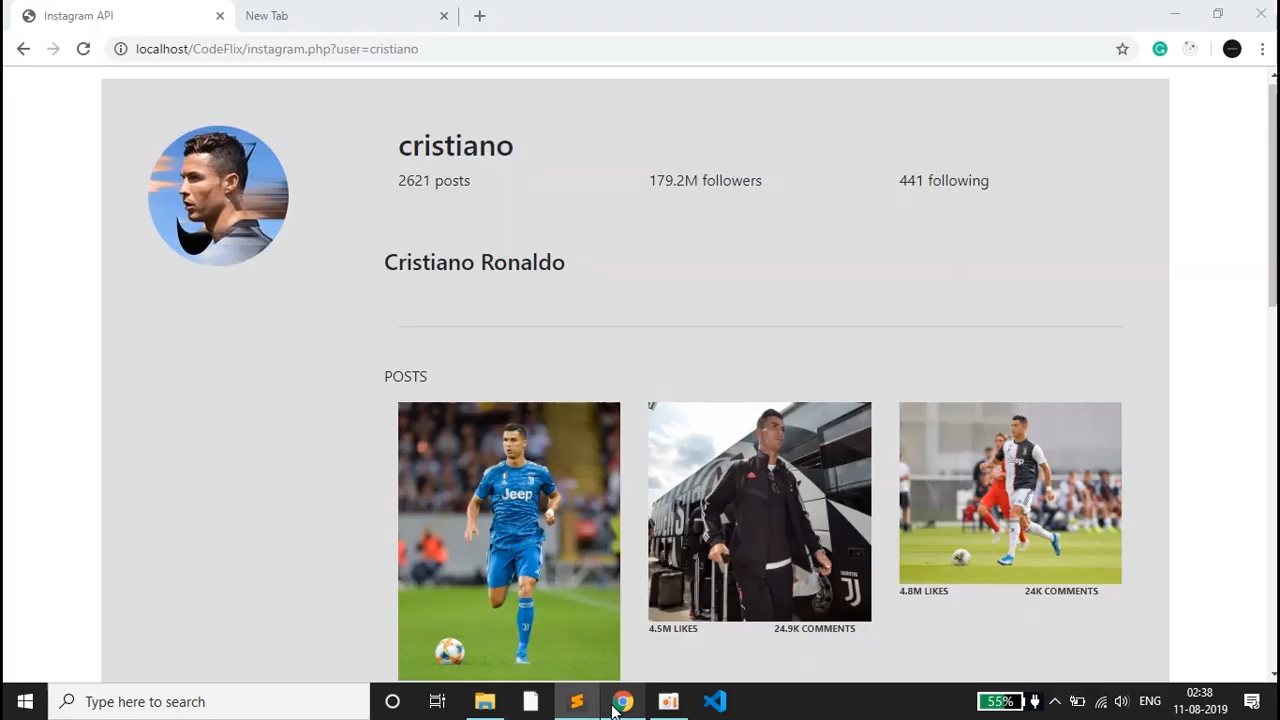 Instagram API
New Tab
localhost/CodeFlix/instagram.php?user=cristiano
cristiano
2621 posts
179.2M followers
441 following
Cristiano Ronaldo
POSTS
Jeep
4.8M LIKES
24K COMMENTS
4.5M LIKES
24.9K COMMENTS
Type here to search
55%
ENG
02:38
11-08-2019